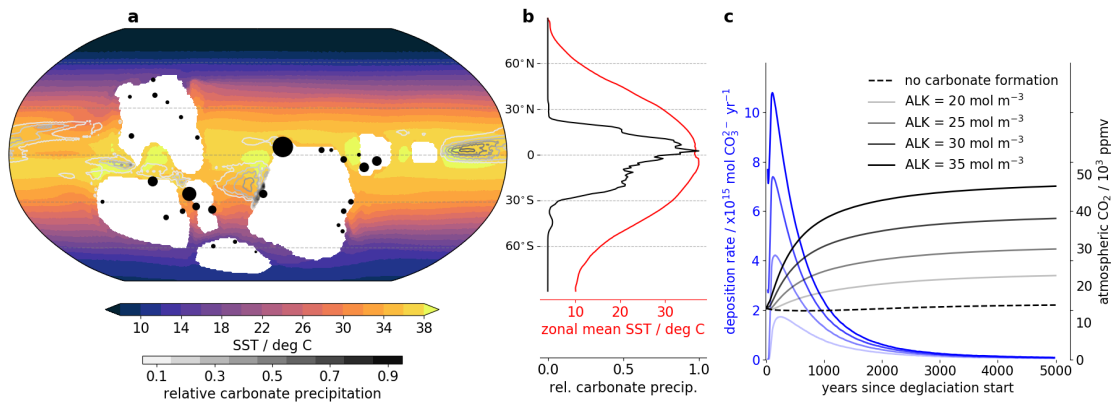 a
10 14 18 22 26 30 34 38
SST / deg C
0.1 0.3 0.5 0.7 0.9
relative carbonate precipitation
b
60°N
30°N
0
30°S
60°S
10 20 30
zonal mean SST / deg C
0.0 0.5 1.0
rel. carbonate precip.
c
no carbonate formation
ALK = 20 mol m⁻³
ALK = 25 mol m⁻³
ALK = 30 mol m⁻³
ALK = 35 mol m⁻³
deposition rate / x10¹⁵ mol CO₃²⁻ yr⁻¹
10
8
6
4
2
0
0 1000 2000 3000 4000 5000
years since deglaciation start
50
40
30
20
10
0
atmospheric CO₂ / 10³ ppmv